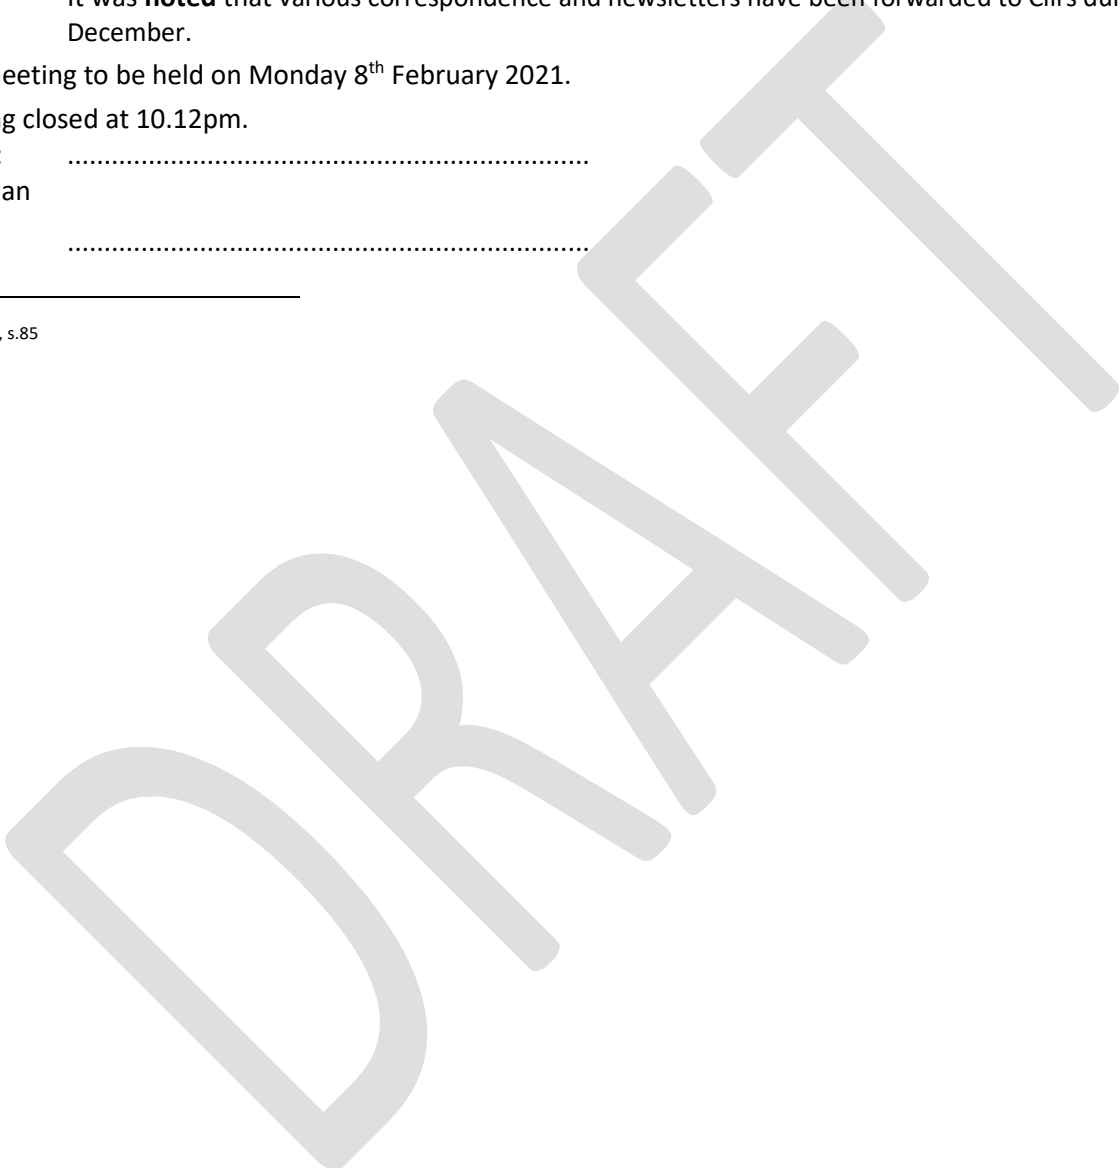 It was noted that various correspondence and newsletters have been forwarded to Cllrs
December.
eeting to be held on Monday 8th February 2021.
g closed at 10.12pm.
................................................................................
an
................................................................................
, s.85
DRAFT